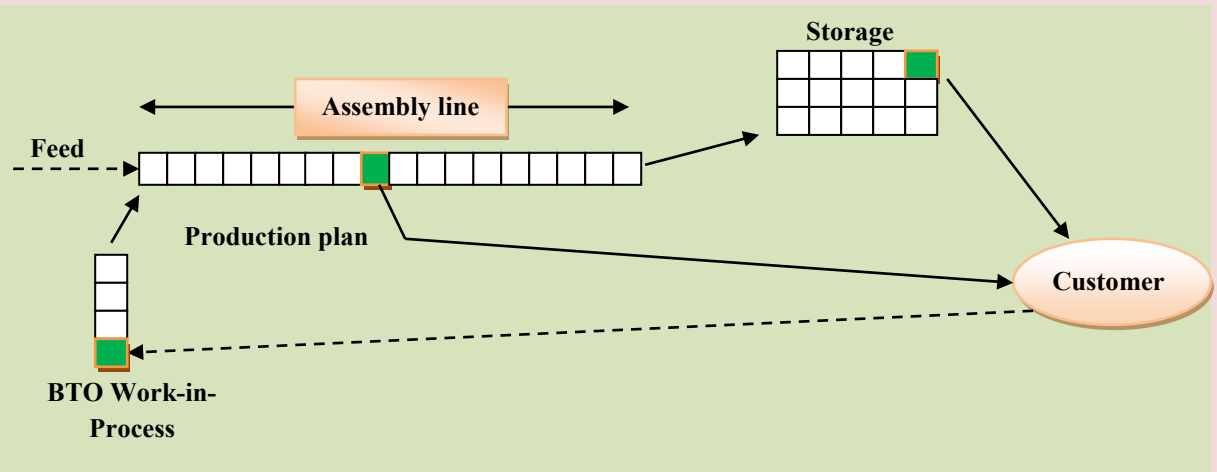 Storage
Assembly line
Feed
Production plan
Customer
BTO Work-in-
Process